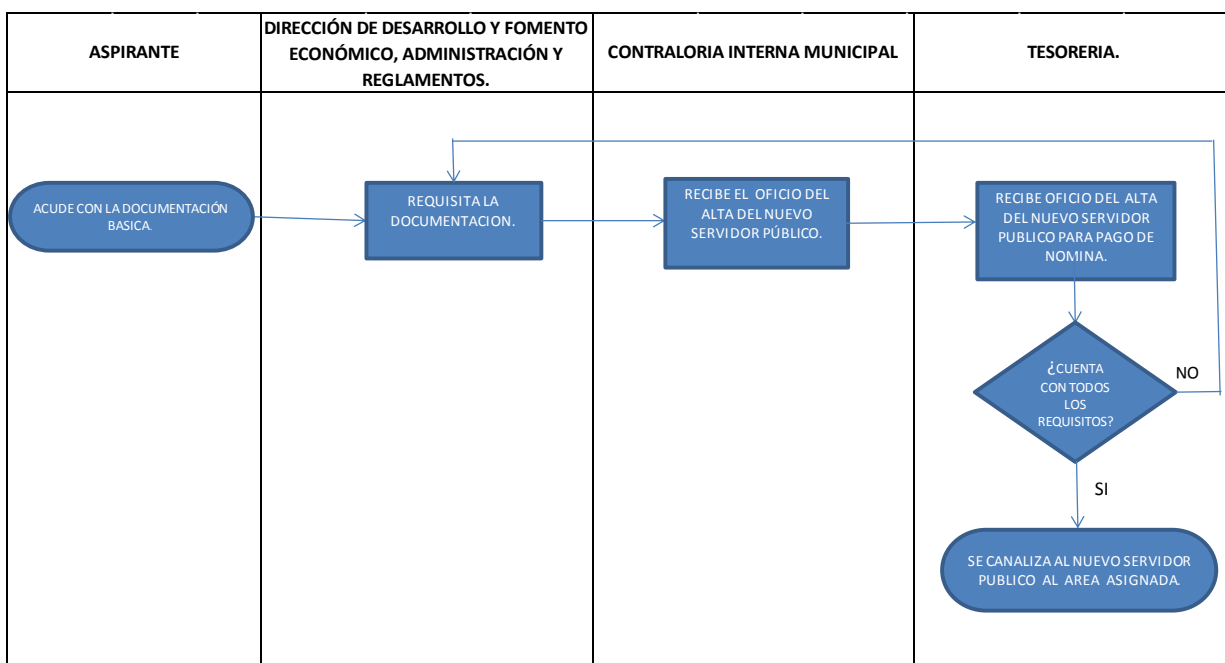 ASPIRANTE
DIRECCIÓN DE DESARROLLO Y FOMENTO
ECONÓMICO, ADMINISTRACIÓN Y
REGLAMENTOS.
CONTRALORIA INTERNA MUNICIPAL
TESORERIA.
ACUDE CON LA DOCUMENTACIÓN
BASICA.
REQUISITA LA
DOCUMENTACION.
RECIBE EL OFICIO DEL
ALTA DEL NUEVO
SERVIDOR PÚBLICO.
RECIBE OFICIO DEL ALTA
DEL NUEVO SERVIDOR
PUBLICO PARA PAGO DE
NOMINA.
¿CUENTA
CON TODOS
LOS
REQUISITOS?
NO
SI
SE CANALIZA AL NUEVO SERVIDOR
PUBLICO AL AREA ASIGNADA.